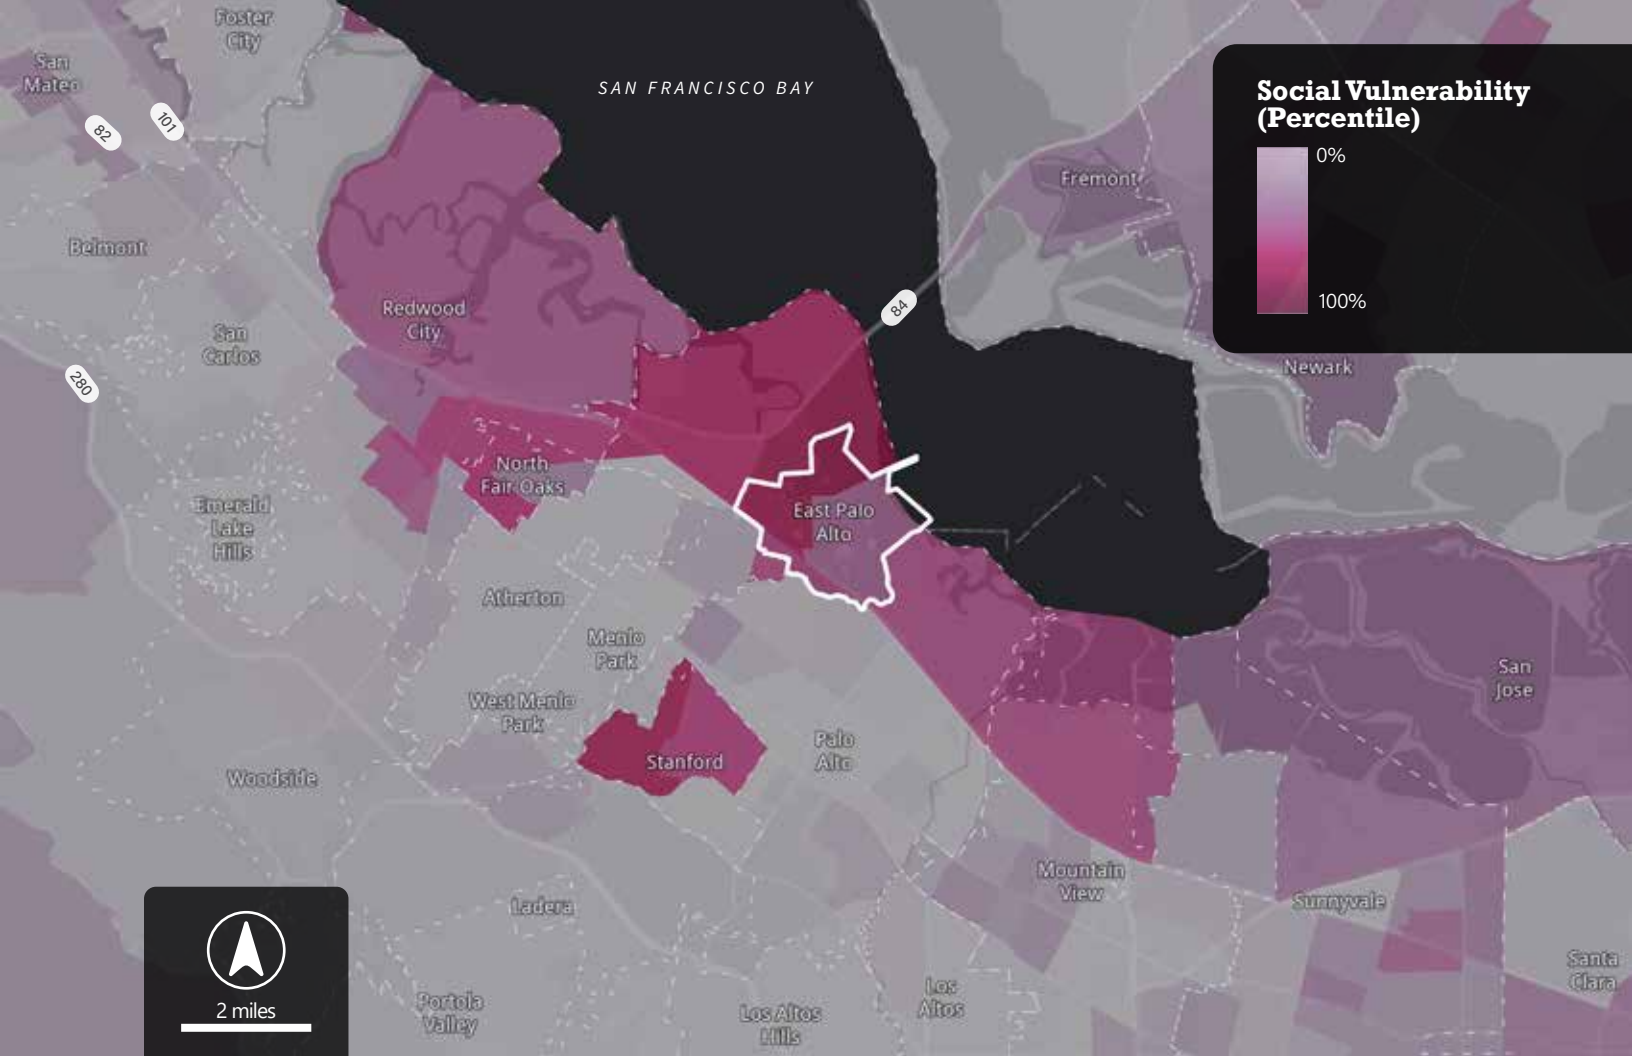 Foster
City
San
Mateo
82
101
SAN FRANCISCO BAY
Social Vulnerability
(Percentile)
0%
100%
Fremont
Belmont
Redwood
City
84
San
Carlos
280
Newark
North
Fair Oaks
East Palo
Alto
Emerald
Lake
Hills
Atherton
Menlo
Park
San
Jose
West Menlo
Park
Stanford
Palo
Alto
Woodside
Mountain
View
Sunnyvale
Ladera
Santa
Clara
2 miles
Portola
Valley
Los Altos
Hills
Los
Altos